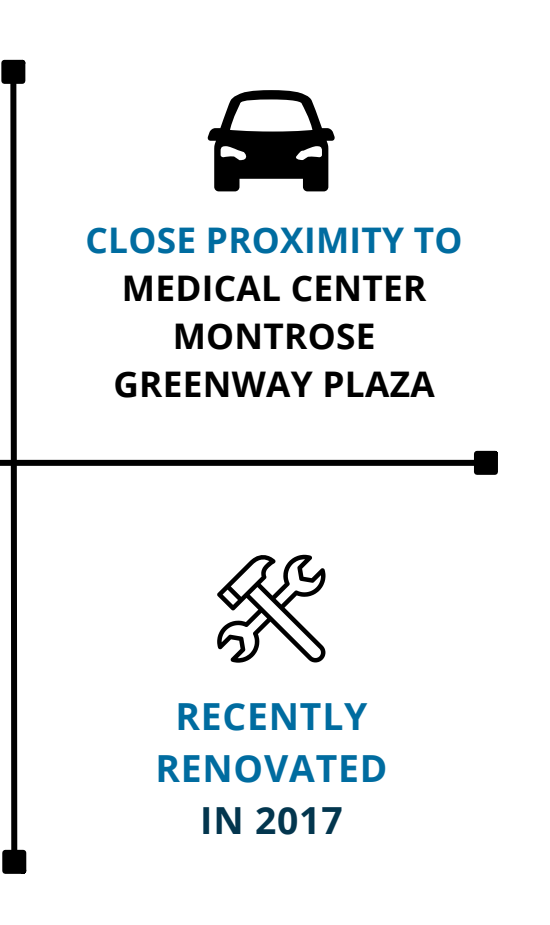 CLOSE PROXIMITY TO
MEDICAL CENTER
MONTROSE
GREENWAY PLAZA
RECENTLY
RENOVATED
IN 2017